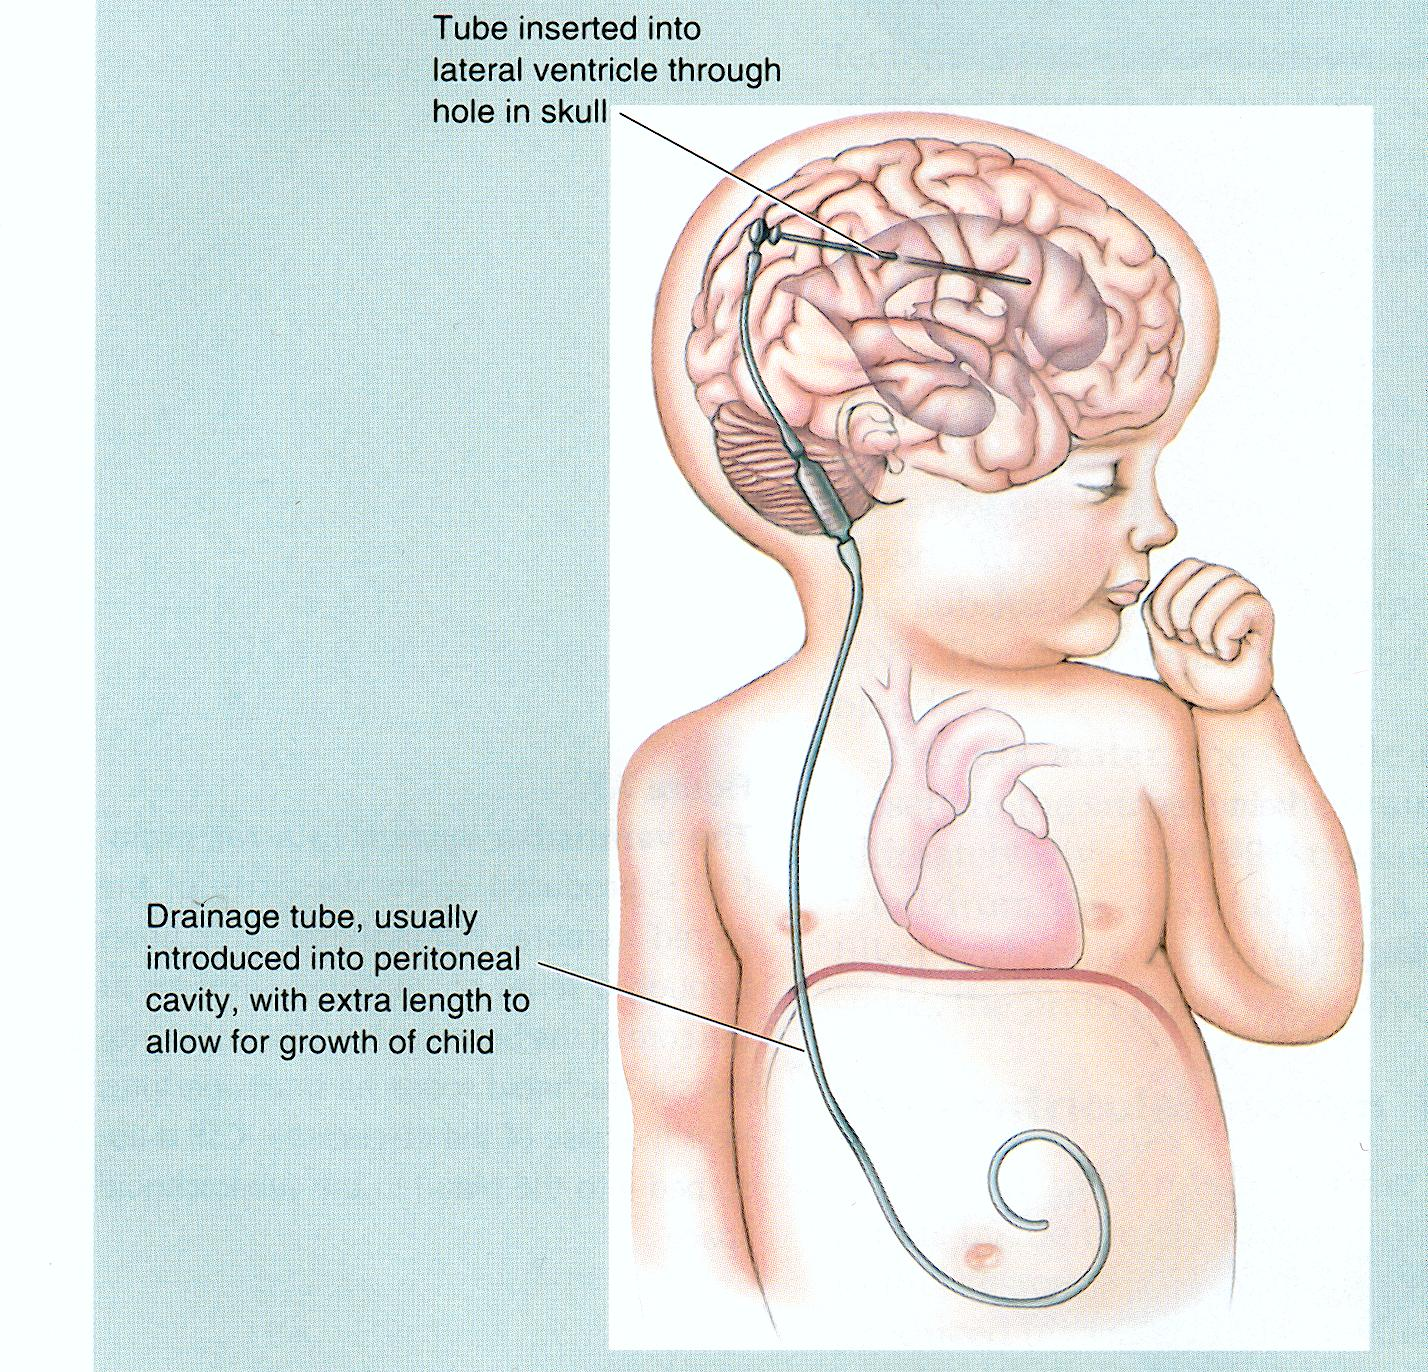 Tube inserted into
lateral ventricle through
hole in skull
Drainage tube, usually
introduced into peritoneal
cavity, with extra length to
allow for growth of child